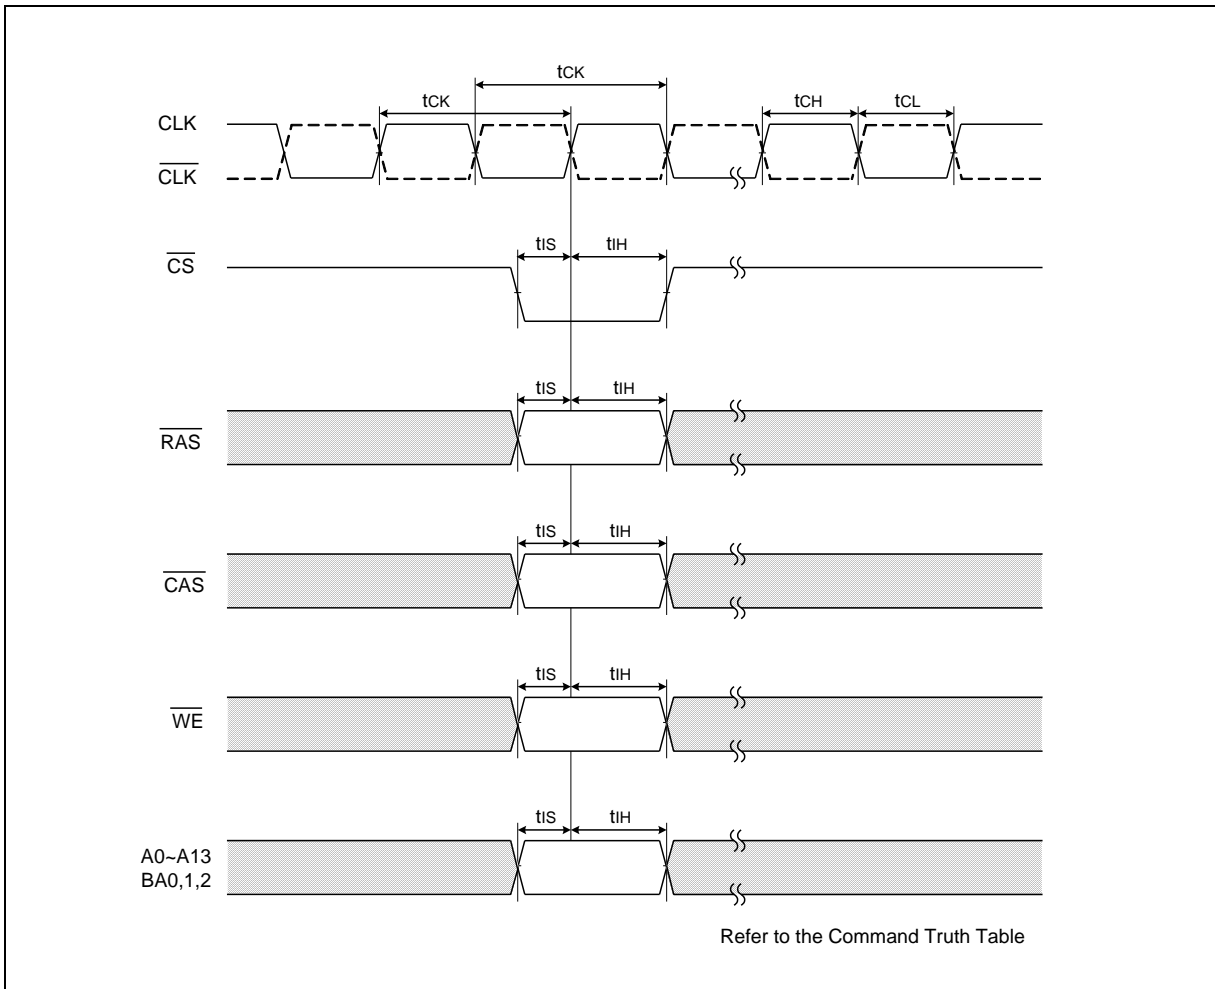 tCK
tCK tCH tCL
CLK
CLK
tIS tIH
CS
tIS tIH
RAS
tIS tIH
CAS
tIS tIH
WE
tIS tIH
A0~A13
BA0,1,2
Refer to the Command Truth Table